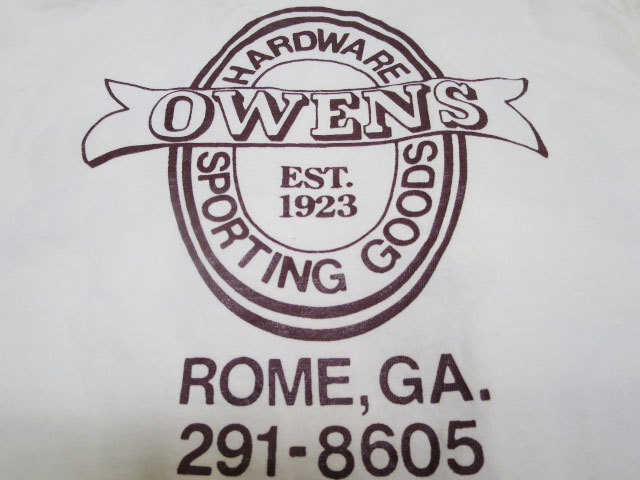 HARDWARE
OWENS
EST.
1923
SPORTING GOODS
ROME, GA.
291-8605